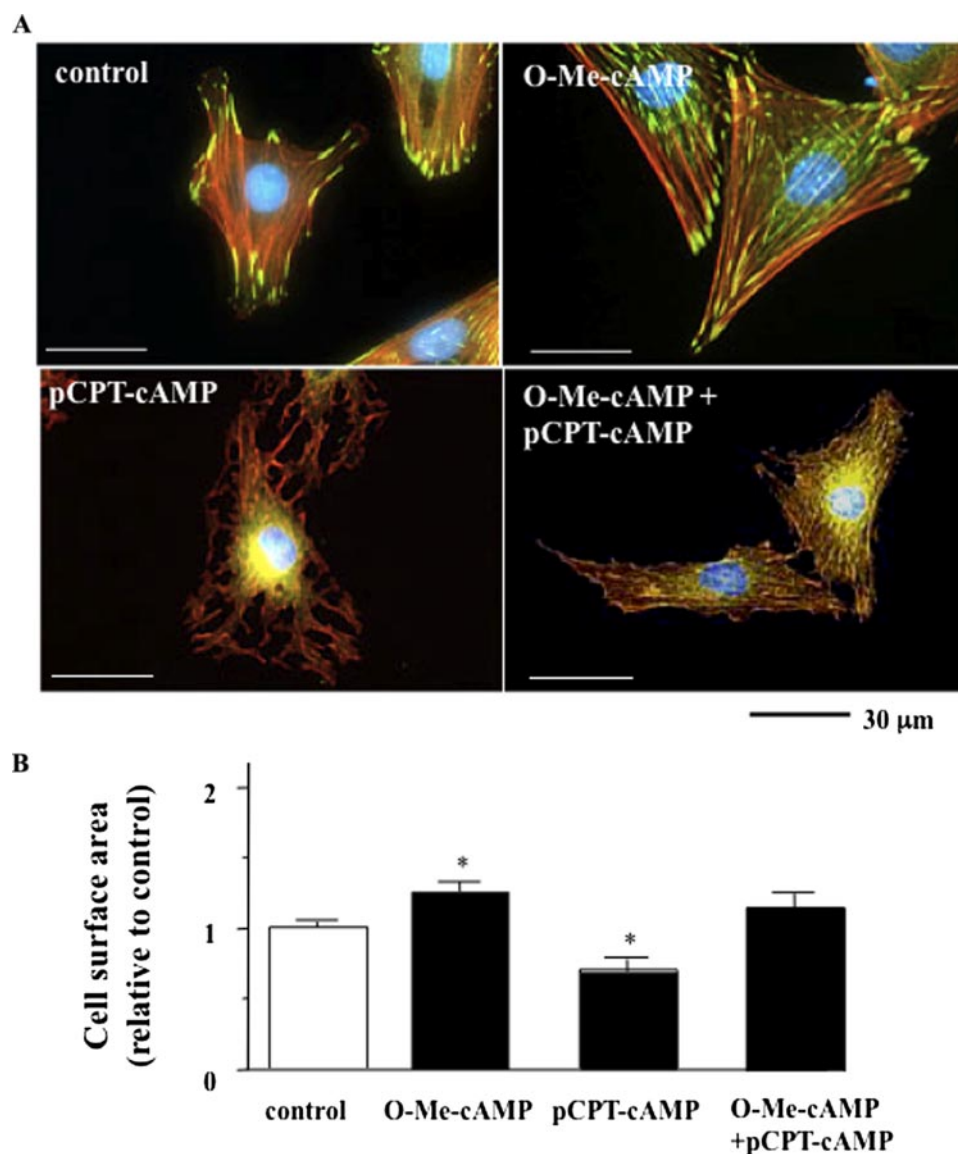 A
control
O-Me-cAMP
pCPT-cAMP
O-Me-cAMP +
pCPT-cAMP
30 μm
B
Cell surface area
(relative to control)
2
1
0
*
*
control
O-Me-cAMP
pCPT-cAMP
O-Me-cAMP
+pCPT-cAMP